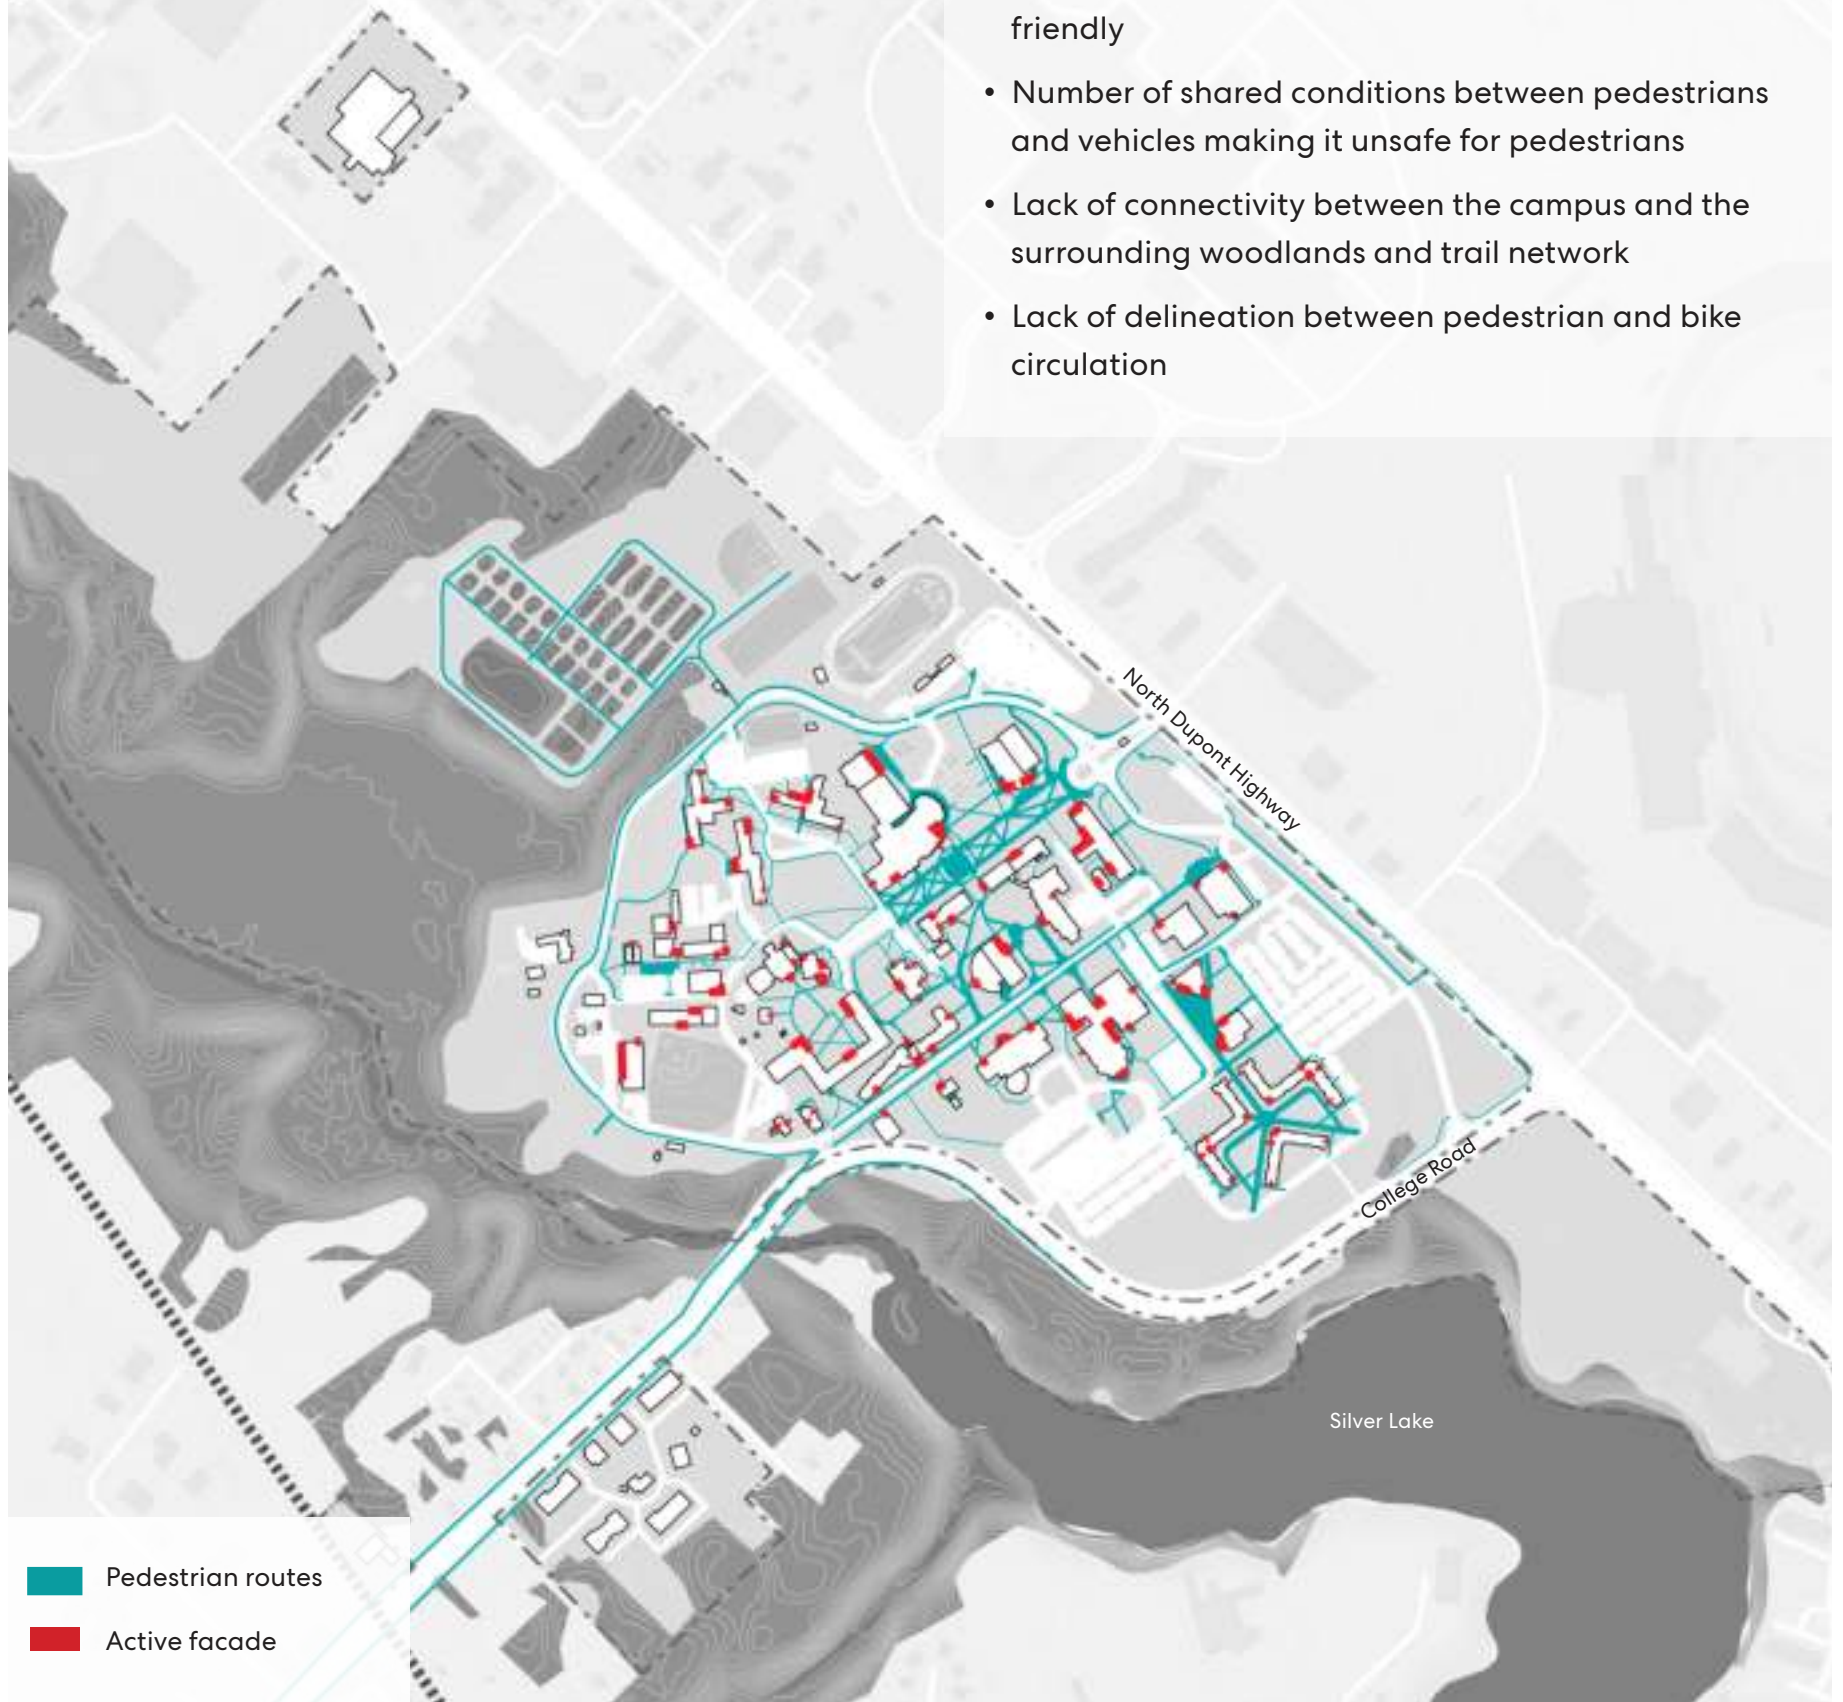 friendly
• Number of shared conditions between pedestrians
and vehicles making it unsafe for pedestrians
• Lack of connectivity between the campus and the
surrounding woodlands and trail network
• Lack of delineation between pedestrian and bike
circulation
North Dupont Highway
College Road
Silver Lake
Pedestrian routes
Active facade